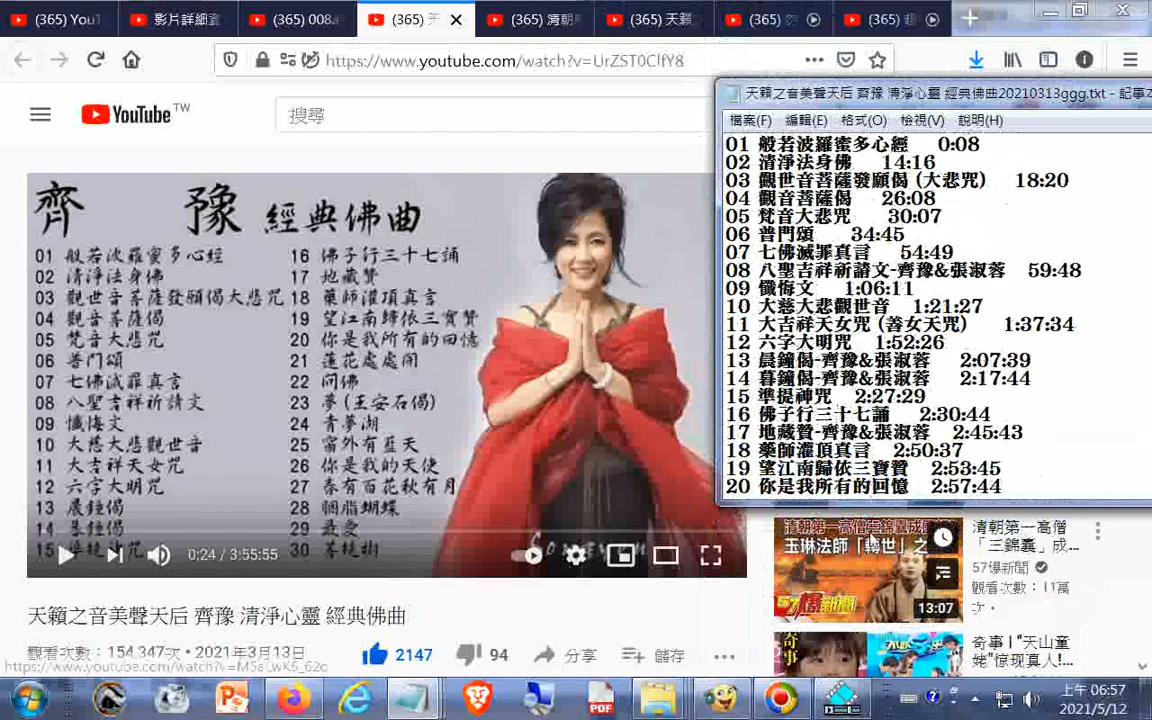 (365) You
影片詳細資
(365) 008a
(365) 天
(365) 清朝
(365) 天籟
(365)
(365)
https://www.youtube.com/watch?v=UrZST0ClfY8
YouTube TW
搜尋
天籟之音美聲天后 齊豫 清淨心靈 經典佛曲20210313ggg.txt - 記事本
檔案(F) 編輯(E) 格式(O) 檢視(V) 說明(H)
01 般若波羅蜜多心經 0:08
02 清淨法身佛 14:16
03 觀世音菩薩發願偈 (大悲咒) 18:20
04 觀音菩薩偈 26:08
05 梵音大悲咒 30:07
06 普門頌 34:45
07 七佛滅罪真言 54:49
08 八聖吉祥祈請文-齊豫&張淑蓉 59:48
09 懺悔文 1:06:11
10 大慈大悲觀世音 1:21:27
11 大吉祥天女咒 (善女天咒) 1:37:34
12 六字大明咒 1:52:26
13 晨鐘偈-齊豫&張淑蓉 2:07:39
14 暮鐘偈-齊豫&張淑蓉 2:17:44
15 準提神咒 2:27:29
16 佛子行三十七誦 2:30:44
17 地藏贊-齊豫&張淑蓉 2:45:43
18 藥師灌頂真言 2:50:37
19 望江南歸依三寶贊 2:53:45
20 你是我所有的回憶 2:57:44
齊 豫 經典佛曲
01 般若波羅蜜多心經
02 清淨法身佛
03 觀世音菩薩發願偈大悲咒
04 觀音菩薩偈
05 梵音大悲咒
06 普門頌
07 七佛滅罪真言
08 八聖吉祥祈請文
09 懺悔文
10 大慈大悲觀世音
11 大吉祥天女咒
12 六字大明咒
13 晨鐘偈
14 暮鐘偈
15 準提神咒
16 佛子行三十七誦
17 地藏贊
18 藥師灌頂真言
19 望江南歸依三寶贊
20 你是我所有的回憶
21 蓮花處處開
22 問佛
23 夢(王安石偈)
24 青夢湖
25 窗外有藍天
26 你是我的天使
27 春有百花秋有月
28 胭脂蝴蝶
29 最愛
30 菩提樹
0:24 / 3:55:55
天籟之音美聲天后 齊豫 清淨心靈 經典佛曲
觀看次數：154,347次 • 2021年3月13日
2147
94
分享
儲存
玉琳法師「轉世」之
57爆新聞
13:07
清朝第一高僧
「三錦囊」成...
57爆新聞
觀看次數：11萬
次 •
奇事
奇事 | "天山童
姥"惊现真人!...
PDF
上午 06:57
2021/5/12